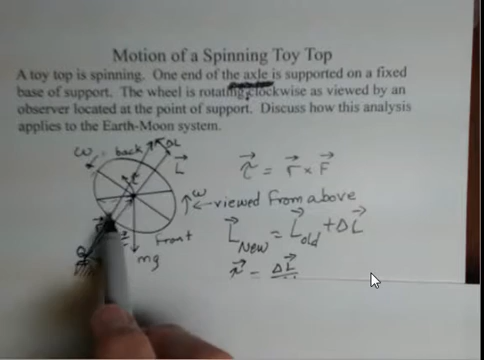 Motion of a Spinning Toy Top
A toy top is spinning. One end of the axle is supported on a fixed
base of support. The wheel is rotating clockwise as viewed by an
observer located at the point of support. Discuss how this analysis
applies to the Earth-Moon system.
ω back ΔL
L
τ = r × F
ω ← viewed from above
Front
L New = L old + ΔL
mg
τ = ΔL